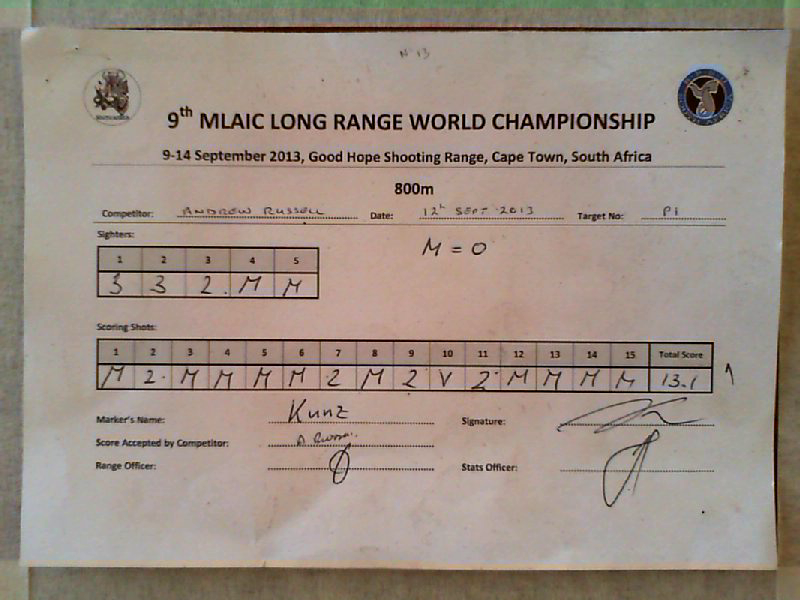 N° 13
SOUTH AFRICA
9th MLAIC LONG RANGE WORLD CHAMPIONSHIP
9-14 September 2013, Good Hope Shooting Range, Cape Town, South Africa
800m
Competitor: ANDREW RUSSELL Date: 12th SEPT 2013 Target No: P1
Sighters: M = 0
1 2 3 4 5
3 3 2. M M
Scoring Shots:
1 2 3 4 5 6 7 8 9 10 11 12 13 14 15 Total Score
M 2. M M M M 2 M 2 V 2 M M M M 13.1 1
Marker's Name: Kunz Signature:
Score Accepted by Competitor:
Range Officer: Stats Officer: